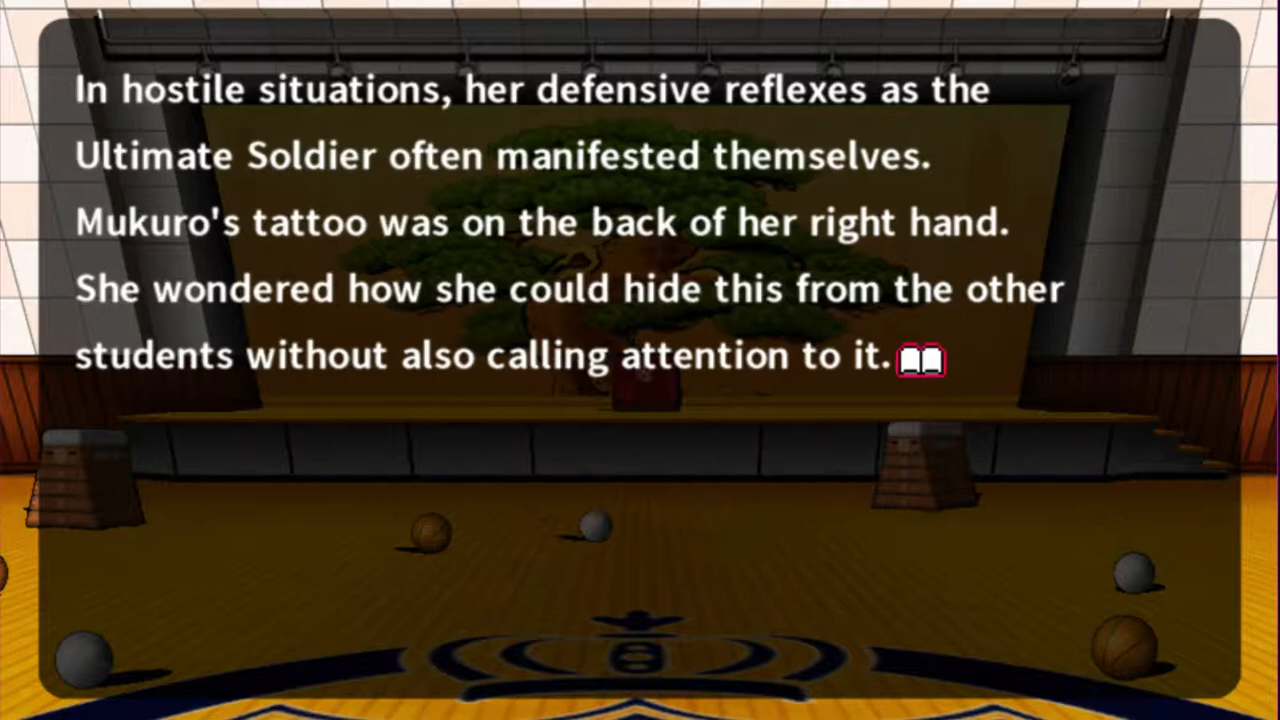 In hostile situations, her defensive reflexes as the
Ultimate Soldier often manifested themselves.
Mukuro's tattoo was on the back of her right hand.
She wondered how she could hide this from the other
students without also calling attention to it.